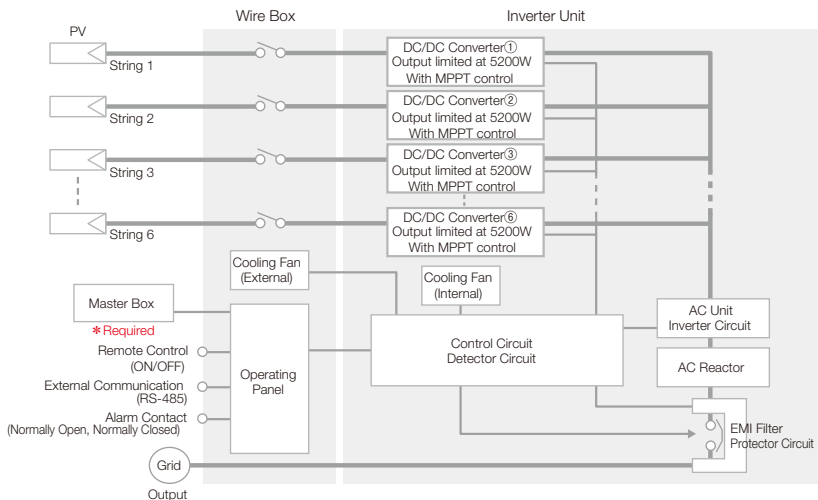 Wire Box
Inverter Unit
PV
String 1
DC/DC Converter①
Output limited at 5200W
With MPPT control
String 2
DC/DC Converter②
Output limited at 5200W
With MPPT control
String 3
DC/DC Converter③
Output limited at 5200W
With MPPT control
String 6
DC/DC Converter⑥
Output limited at 5200W
With MPPT control
Cooling Fan
(External)
Cooling Fan
(Internal)
Master Box
*Required
Remote Control
(ON/OFF)
External Communication
(RS-485)
Alarm Contact
(Normally Open, Normally Closed)
Operating
Panel
Control Circuit
Detector Circuit
AC Unit
Inverter Circuit
AC Reactor
EMI Filter
Protector Circuit
Grid
Output